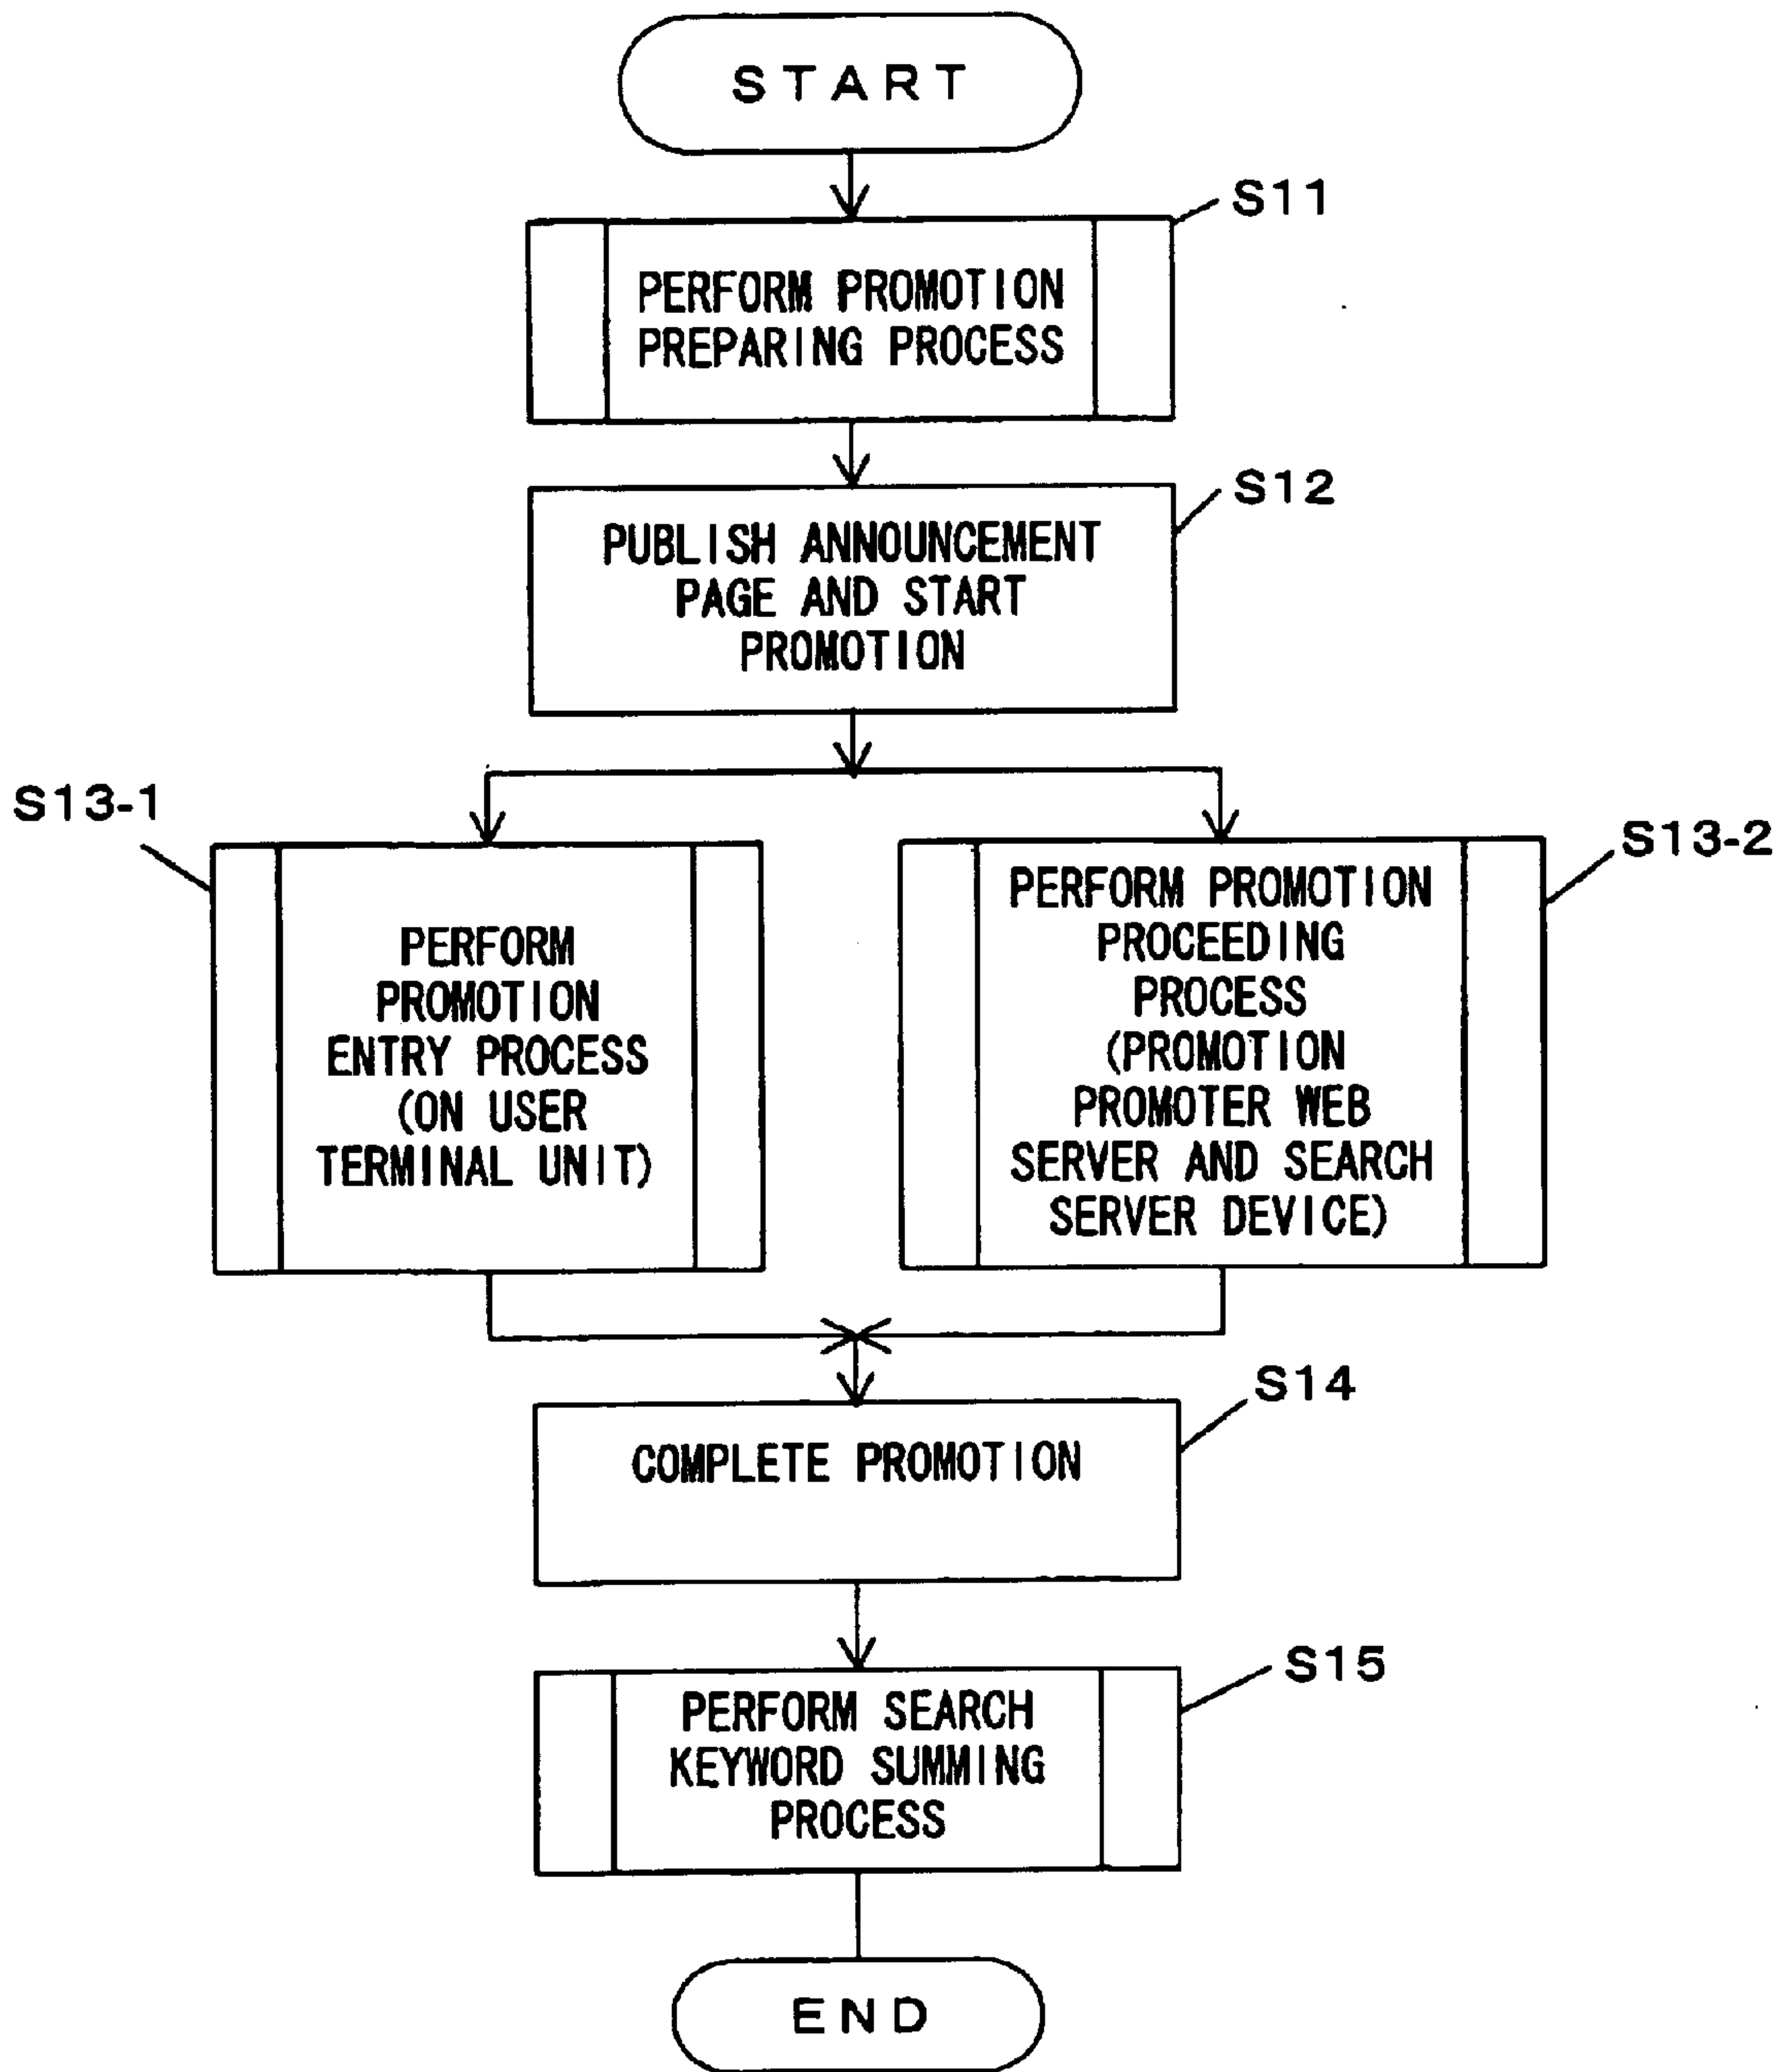 START
S11
PERFORM PROMOTION
PREPARING PROCESS
S12
PUBLISH ANNOUNCEMENT
PAGE AND START
PROMOTION
S13-1
PERFORM
PROMOTION
ENTRY PROCESS
(ON USER
TERMINAL UNIT)
S13-2
PERFORM PROMOTION
PROCEEDING
PROCESS
(PROMOTION
PROMOTER WEB
SERVER AND SEARCH
SERVER DEVICE)
S14
COMPLETE PROMOTION
S15
PERFORM SEARCH
KEYWORD SUMMING
PROCESS
END